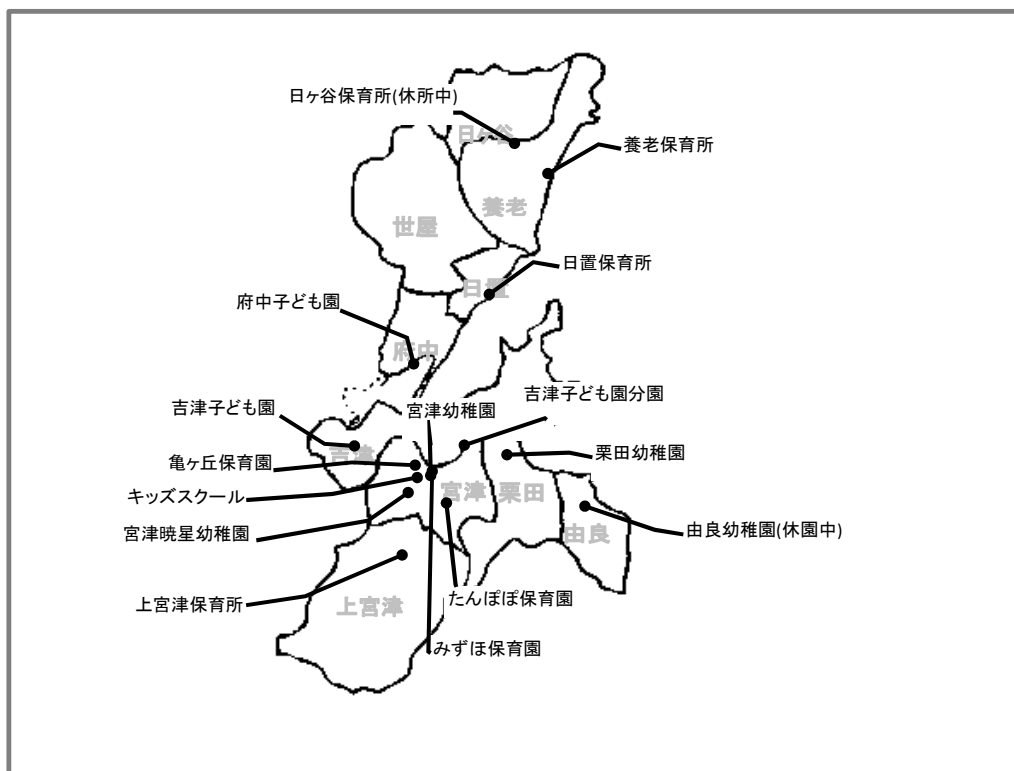 日ヶ谷保育所(休所中)
日ヶ谷
養老保育所
養老
世屋
日置保育所
日置
府中子ども園
府中
吉津子ども園分園
吉津子ども園
宮津幼稚園
吉津
栗田幼稚園
亀ヶ丘保育園
キッズスクール
宮津
栗田
宮津暁星幼稚園
由良幼稚園(休園中)
由良
上宮津保育所
たんぽぽ保育園
上宮津
みずほ保育園